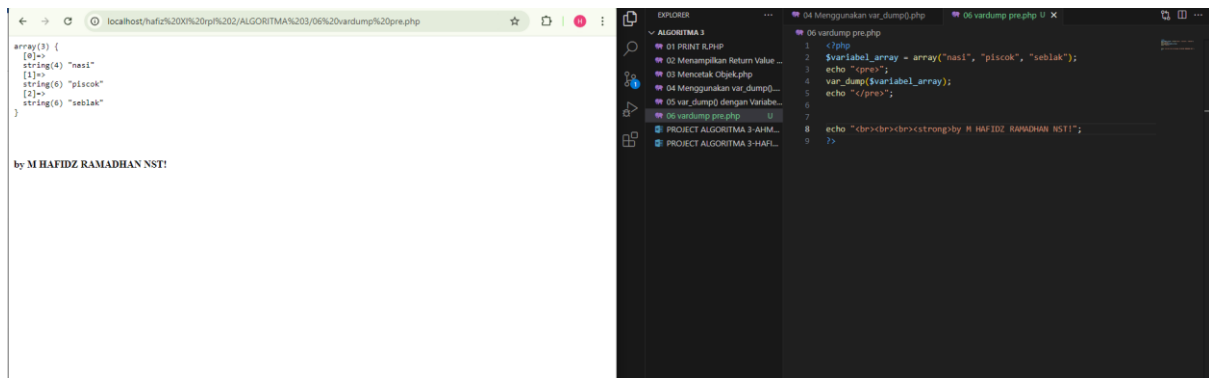 localhost/hafiz%20XI%20rpl%202/ALGORITMA%203/06%20vardump%20pre.php
H
array(3) {
[0]=>
string(4) "nasi"
[1]=>
string(6) "piscok"
[2]=>
string(6) "seblak"
}
by M HAFIDZ RAMADHAN NST!
EXPLORER
ALGORITMA 3
01 PRINT R.PHP
02 Menampilkan Return Value ...
03 Mencetak Objek.php
04 Menggunakan var_dump()....
05 var_dump() dengan Variabe...
06 vardump pre.php U
PROJECT ALGORITMA 3-AHM...
PROJECT ALGORITMA 3-HAFI...
1
04 Menggunakan var_dump().php
06 vardump pre.php U
06 vardump pre.php
1 <?php
2 $variabel_array = array("nasi", "piscok", "seblak");
3 echo "<pre>";
4 var_dump($variabel_array);
5 echo "</pre>";
6
7
8 echo "<br><br><br><strong>by M HAFIDZ RAMADHAN NST!";
9 ?>